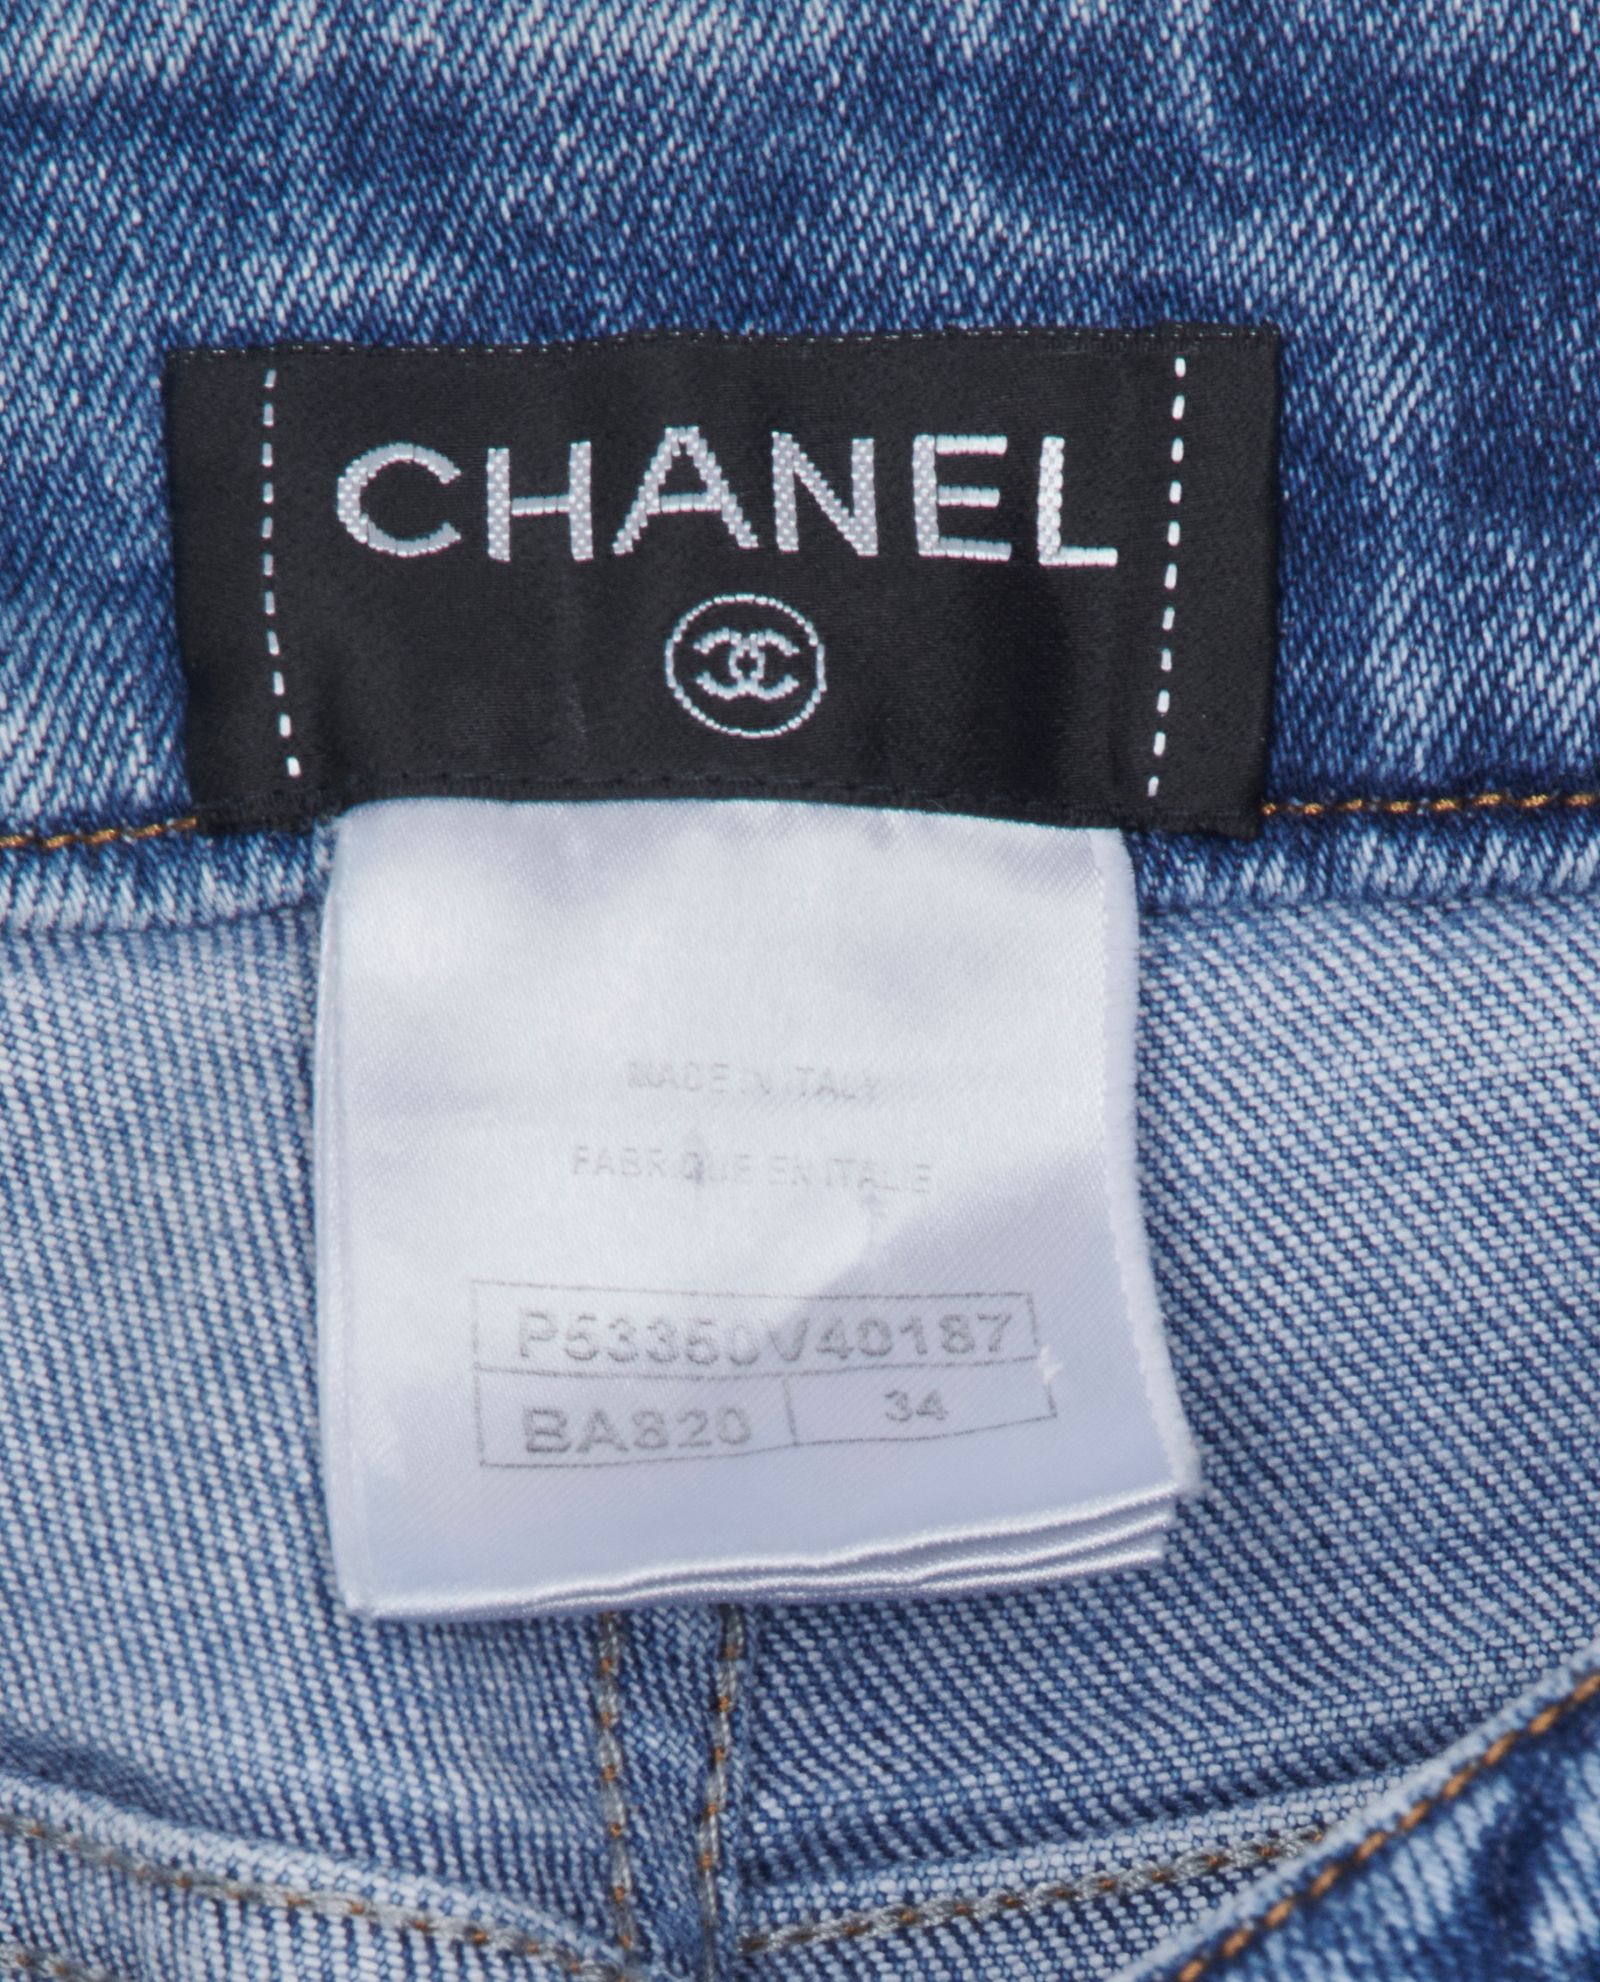 CHANEL
MADE IN ITALY
FABRIQUE EN ITALIE
P53350V40187
BA820 34